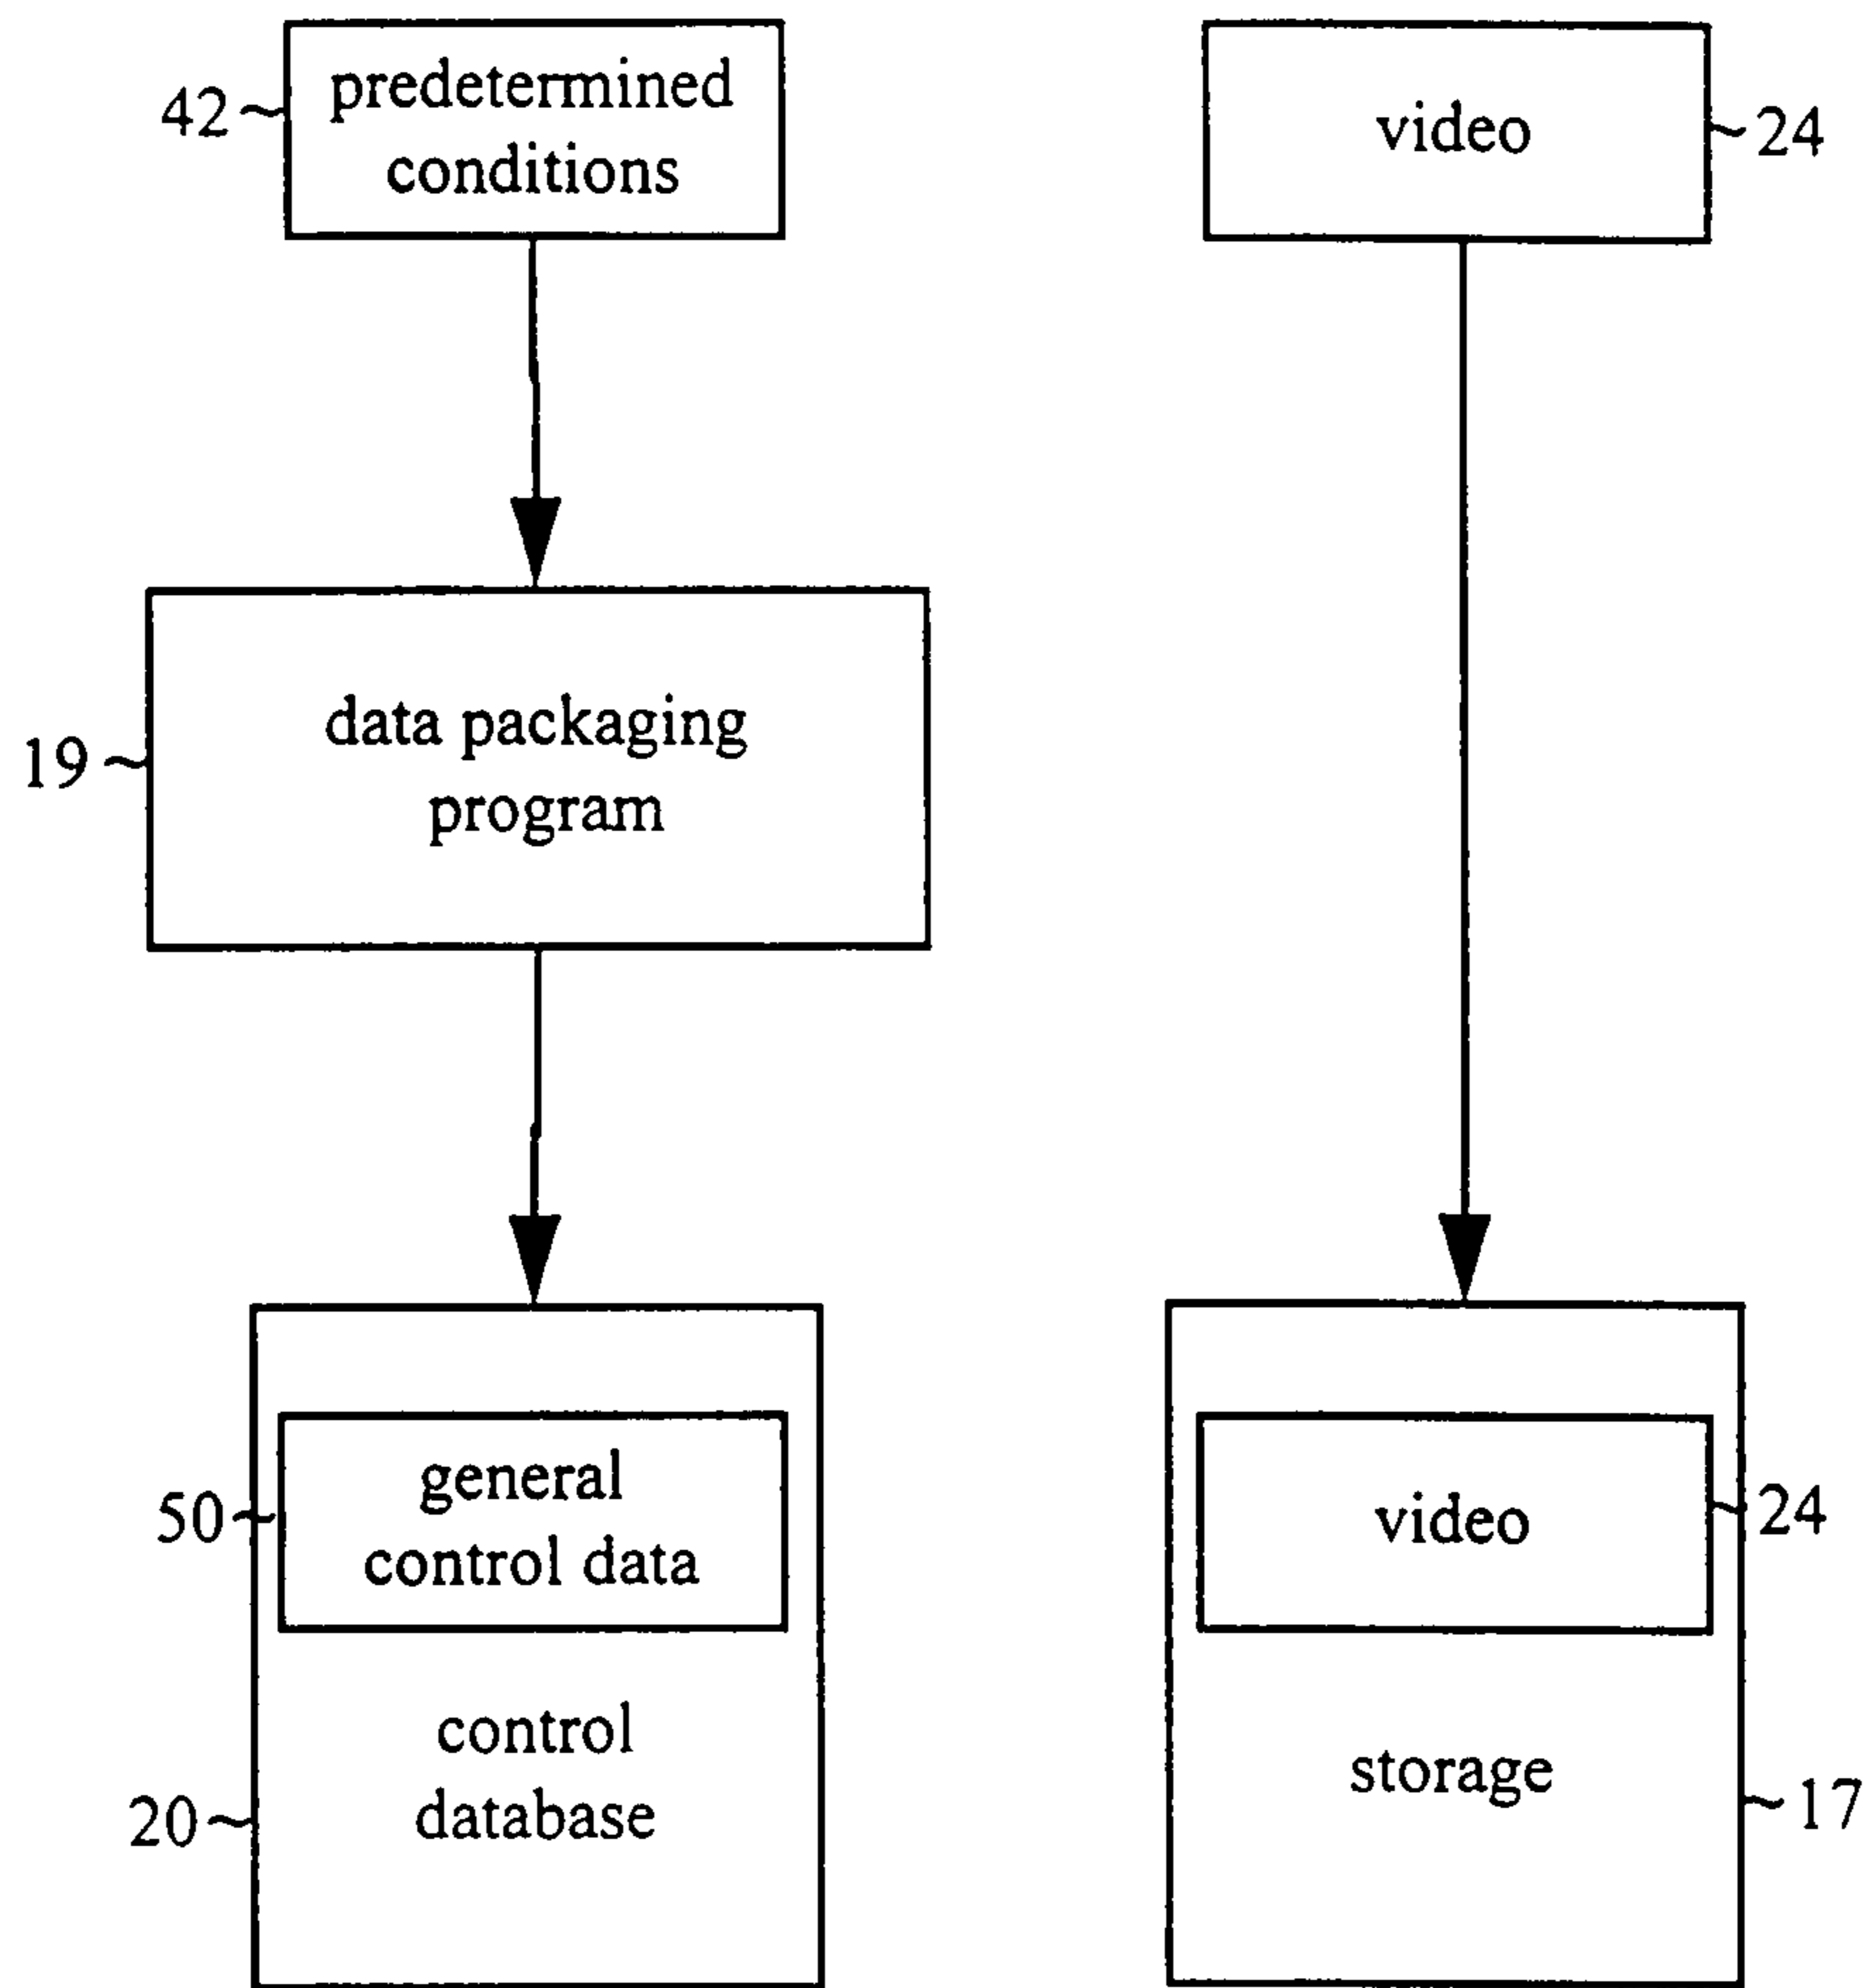 42
predetermined
conditions
video
24
19
data packaging
program
50
general
control data
video
24
20
control
database
storage
17